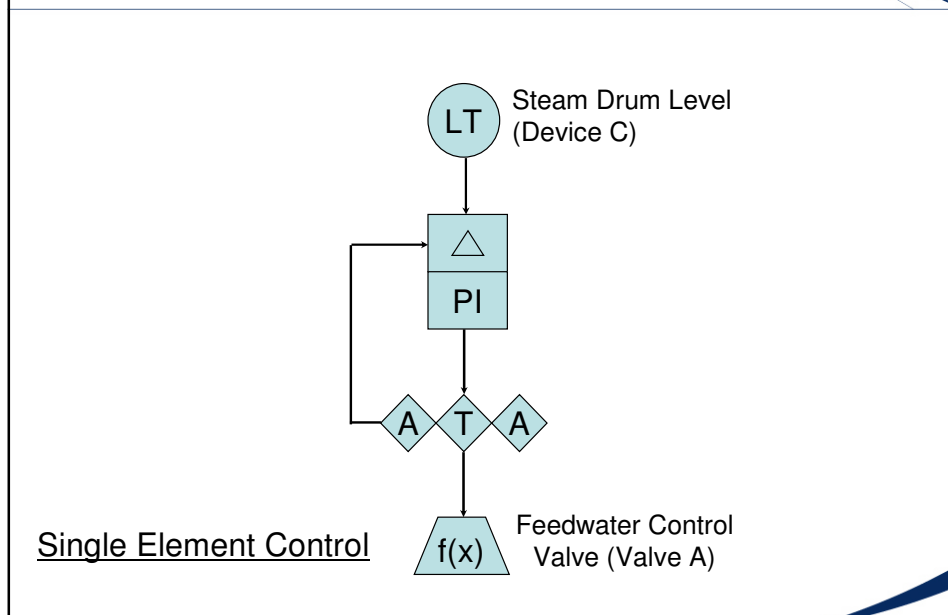 LT
Steam Drum Level
(Device C)
△
PI
A T A
f(x)
Feedwater Control
Valve (Valve A)
Single Element Control